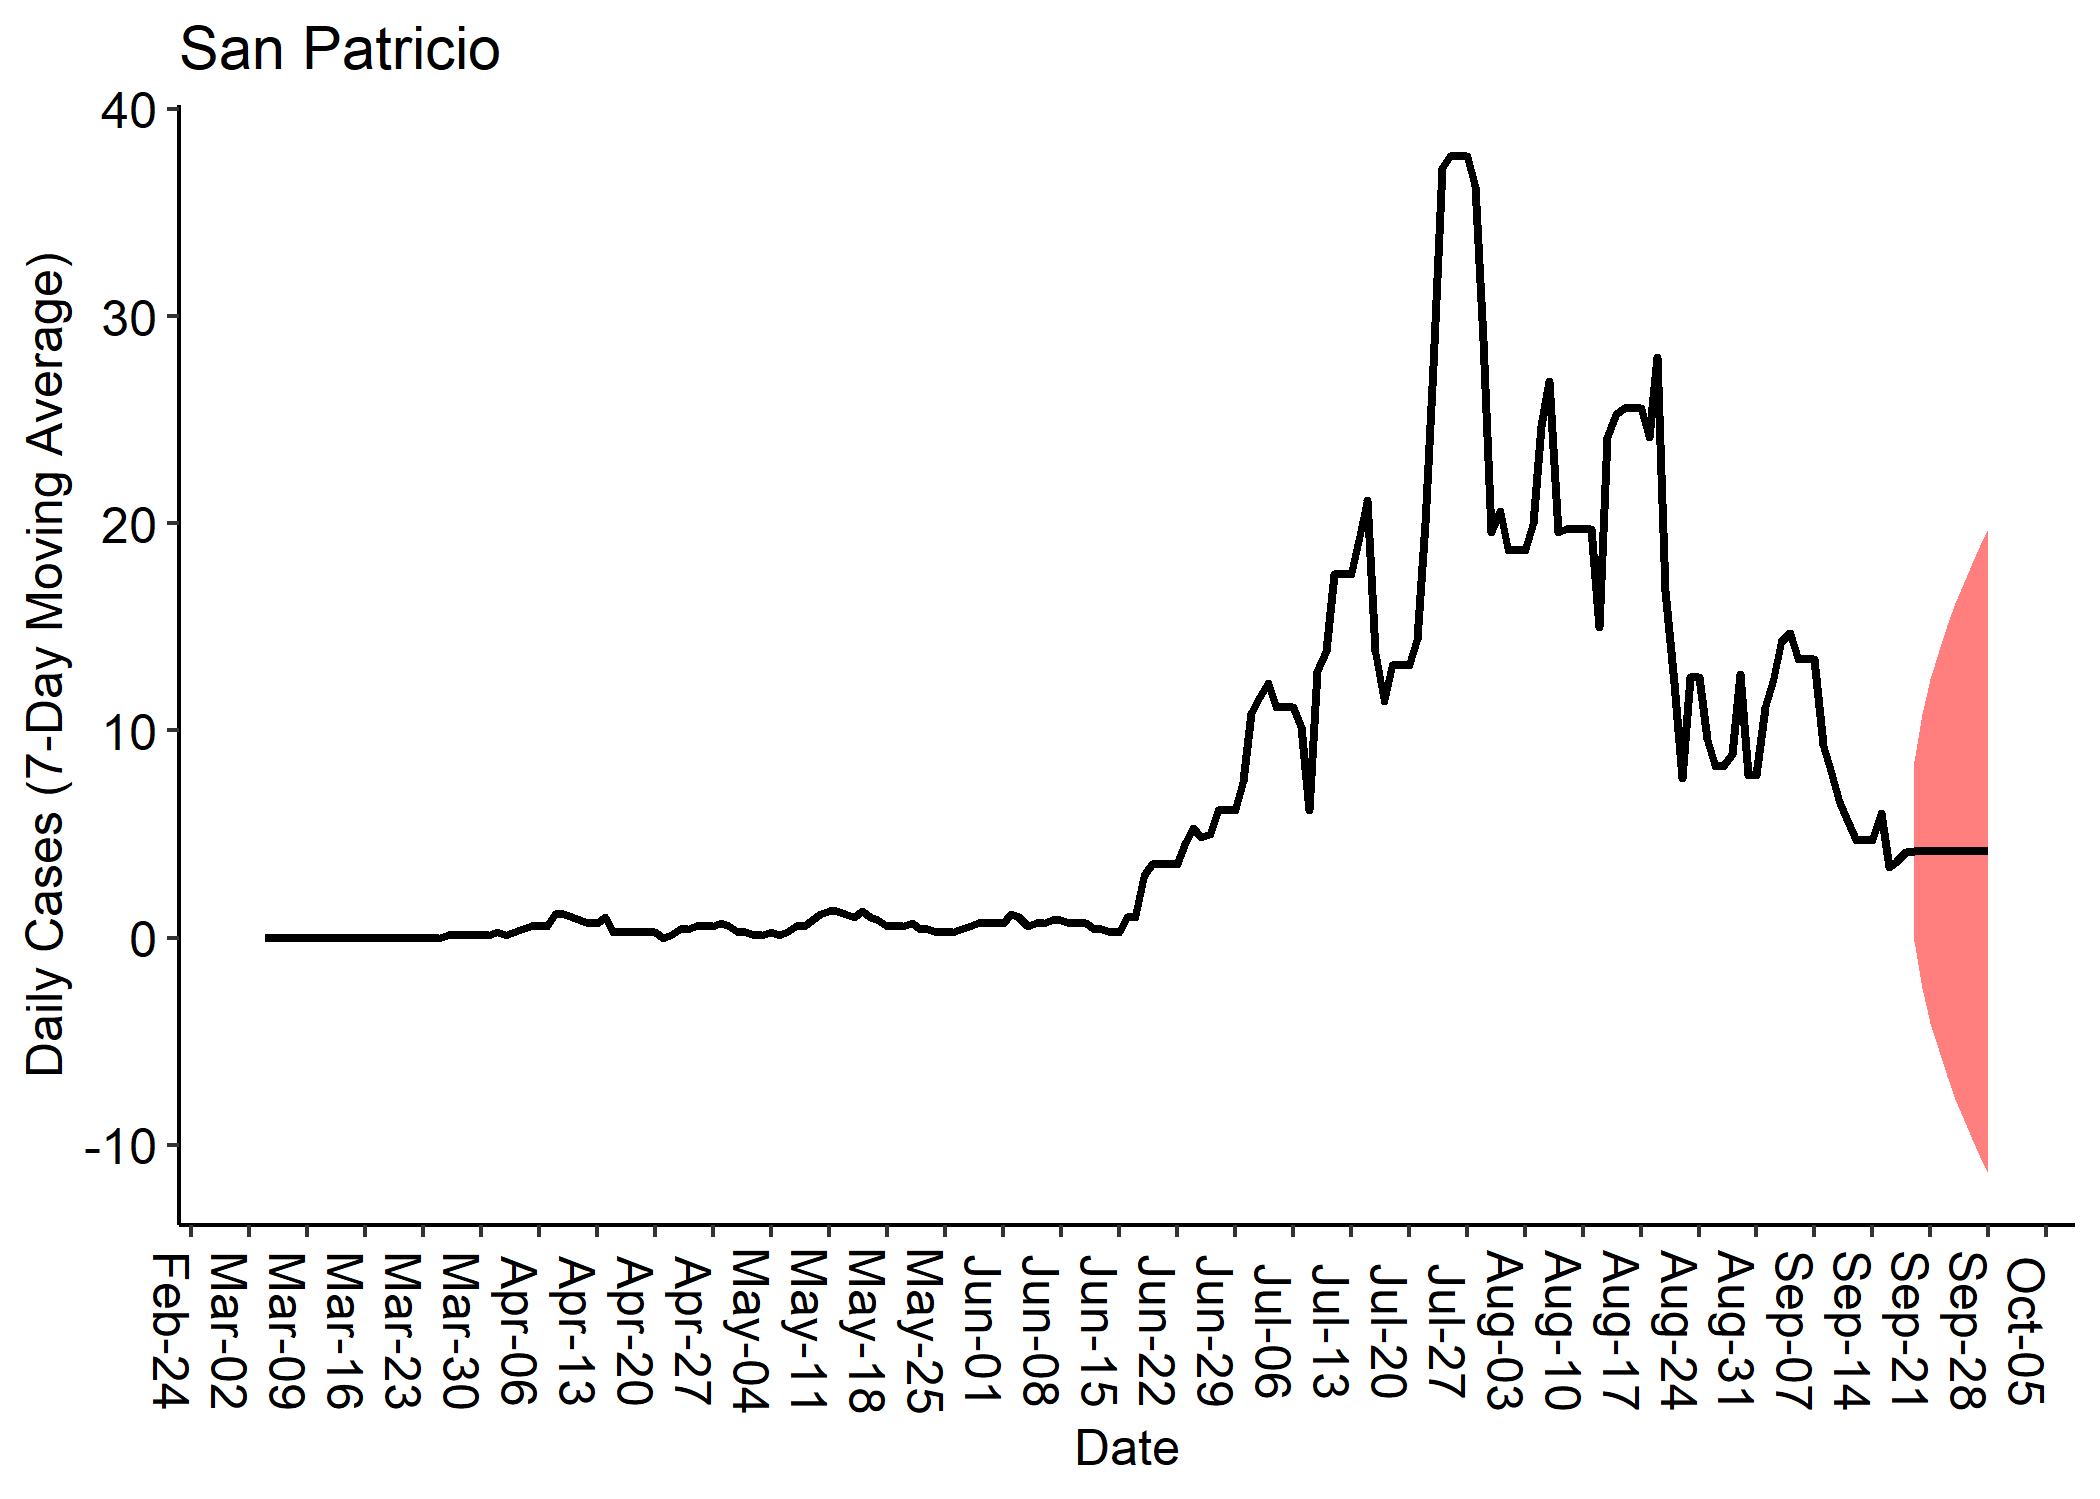 San Patricio
Daily Cases (7-Day Moving Average)
40
30
20
10
0
-10
Feb-24
Mar-02
Mar-09
Mar-16
Mar-23
Mar-30
Apr-06
Apr-13
Apr-20
Apr-27
May-04
May-11
May-18
May-25
Jun-01
Jun-08
Jun-15
Jun-22
Jun-29
Jul-06
Jul-13
Jul-20
Jul-27
Aug-03
Aug-10
Aug-17
Aug-24
Aug-31
Sep-07
Sep-14
Sep-21
Sep-28
Oct-05
Date